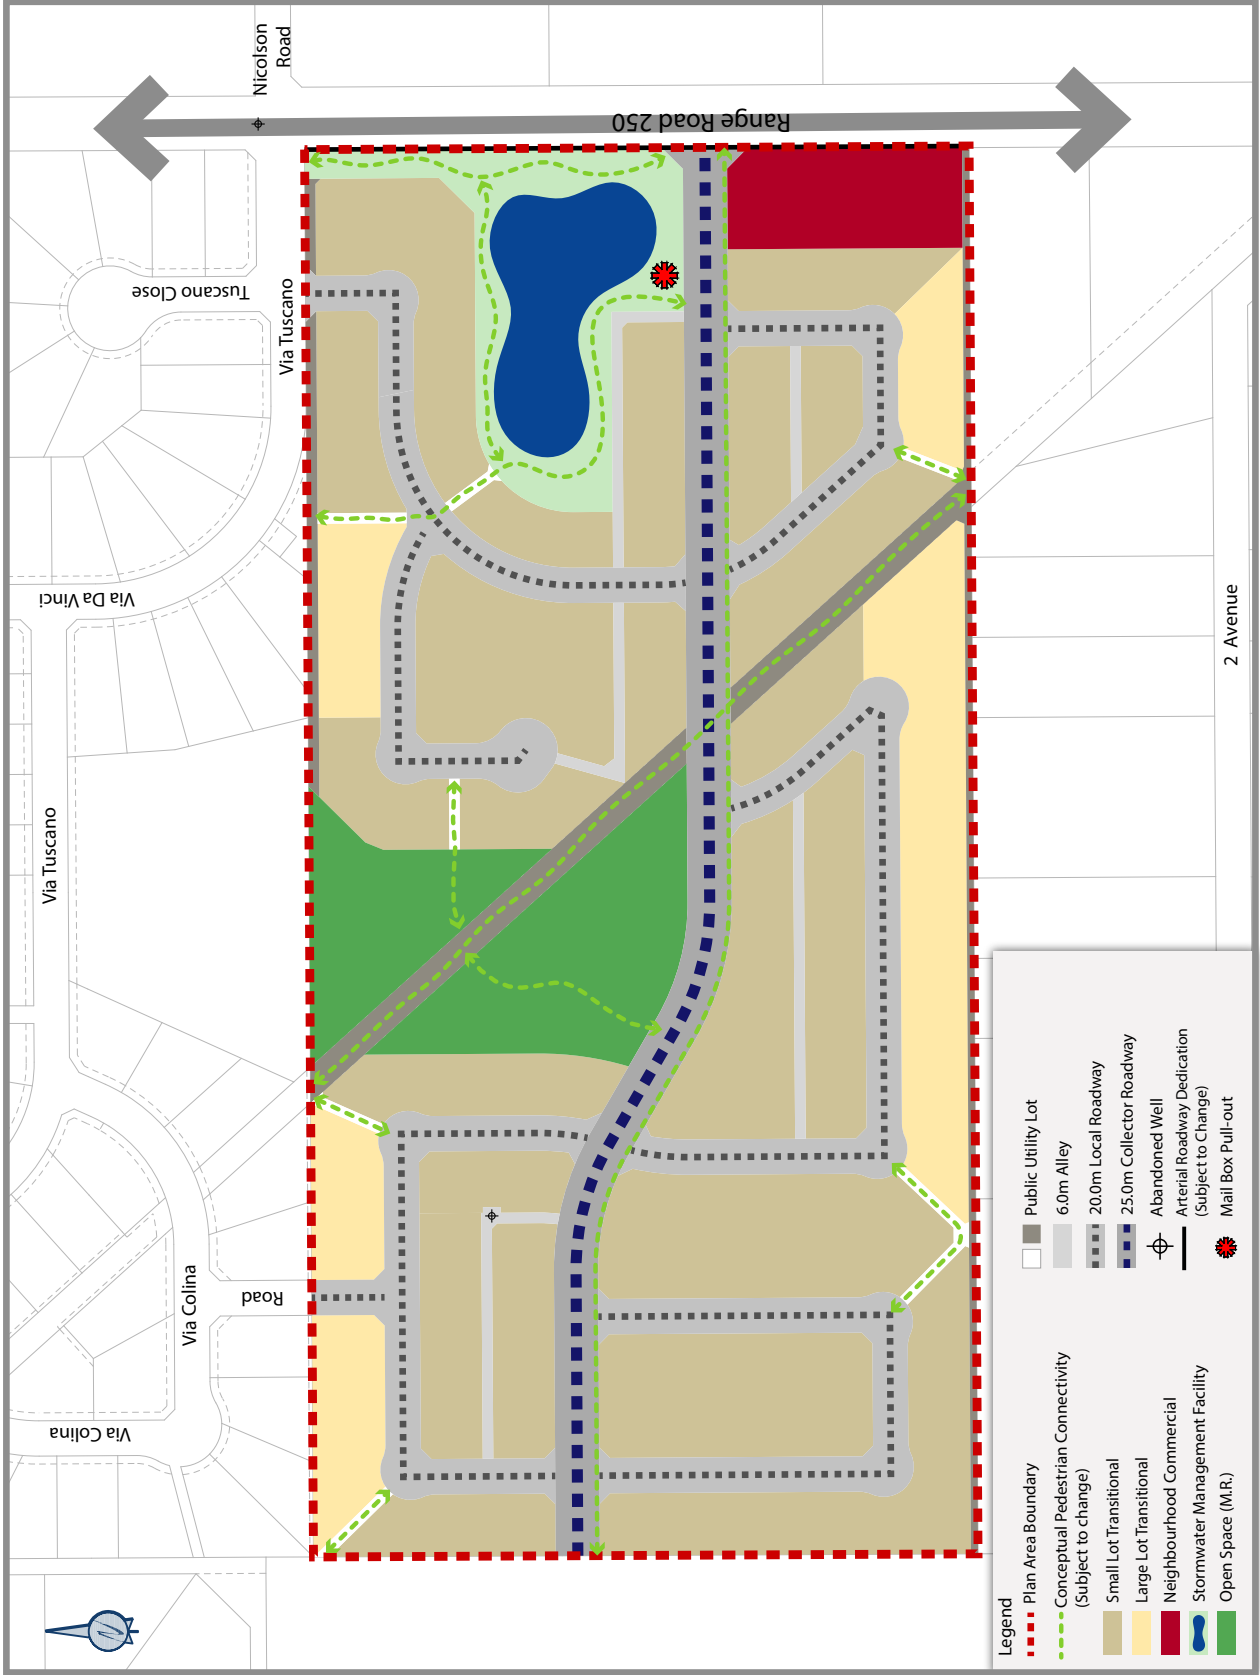 Nicolson
Road
Range Road 250
Tuscano Close
Via Tuscano
Via Da Vinci
2 Avenue
Via Tuscano
Via Colina
Road
Via Colina
Legend
Plan Area Boundary
Conceptual Pedestrian Connectivity
(Subject to change)
Small Lot Transitional
Large Lot Transitional
Neighbourhood Commercial
Stormwater Management Facility
Open Space (M.R.)
Public Utility Lot
6.0m Alley
20.0m Local Roadway
25.0m Collector Roadway
Abandoned Well
Arterial Roadway Dedication
(Subject to Change)
Mail Box Pull-out